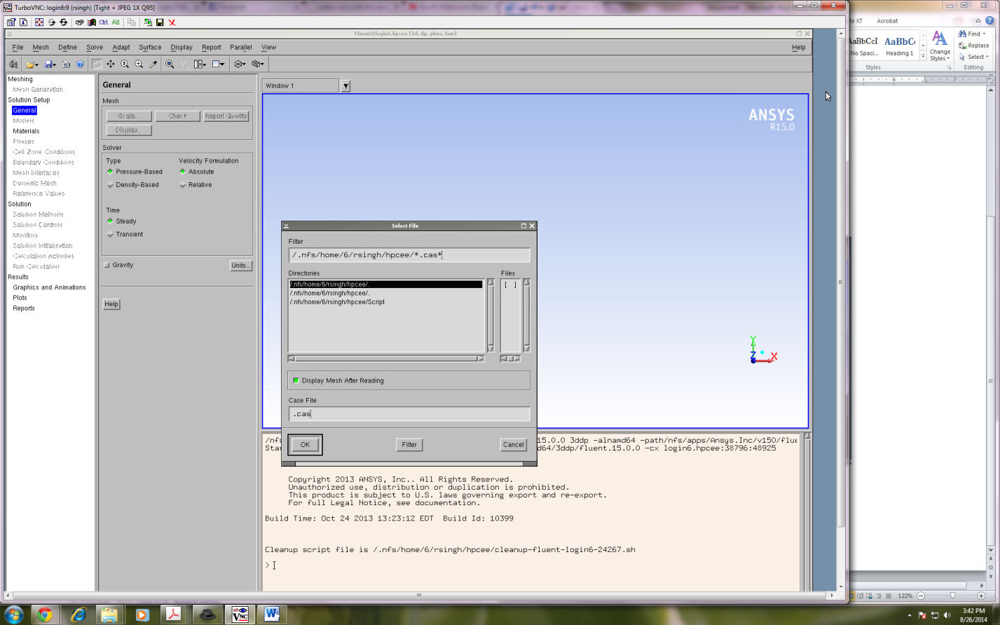 TurboVNC: login6:9 (rsingh) [Tight + JPEG 1X Q95]
Ctrl Alt
Fluent@login6.hpcee [3d, dp, pbns, lam]
File Mesh Define Solve Adapt Surface Display Report Parallel View Help
Meshing
Mesh Generation
Solution Setup
General
Models
Materials
Phases
Cell Zone Conditions
Boundary Conditions
Mesh Interfaces
Dynamic Mesh
Reference Values
Solution
Solution Methods
Solution Controls
Monitors
Solution Initialization
Calculation Activities
Run Calculation
Results
Graphics and Animations
Plots
Reports
General
Mesh
Scale... Check Report Quality
Display...
Solver
Type Velocity Formulation
Pressure-Based Absolute
Density-Based Relative
Time
Steady
Transient
Gravity Units...
Help
Window 1
ANSYS
R15.0
Y
Z X
Select File
Filter
/.nfs/home/6/rsingh/hpcee/*.cas*
Directories Files
/.nfs/home/6/rsingh/hpcee/. [ ]
/.nfs/home/6/rsingh/hpcee/..
/.nfs/home/6/rsingh/hpcee/Script
Display Mesh After Reading
Case File
.cas
OK Filter Cancel
/nfs 15.0.0 3ddp -alnamd64 -path/nfs/apps/Ansys.Inc/v150/flue
Star d64/3ddp/fluent.15.0.0 -cx login6.hpcee:38796:48925
Copyright 2013 ANSYS, Inc.. All Rights Reserved.
Unauthorized use, distribution or duplication is prohibited.
This product is subject to U.S. laws governing export and re-export.
For full Legal Notice, see documentation.
Build Time: Oct 24 2013 13:23:12 EDT Build Id: 10399
Cleanup script file is /.nfs/home/6/rsingh/hpcee/cleanup-fluent-login6-24267.sh
>
te X7 Acrobat
AaBbCcI AaBbC
No Spaci... Heading 1
Change
Styles
Find
Replace
Select
Styles Editing
6 7
122%
3:42 PM
8/26/2014